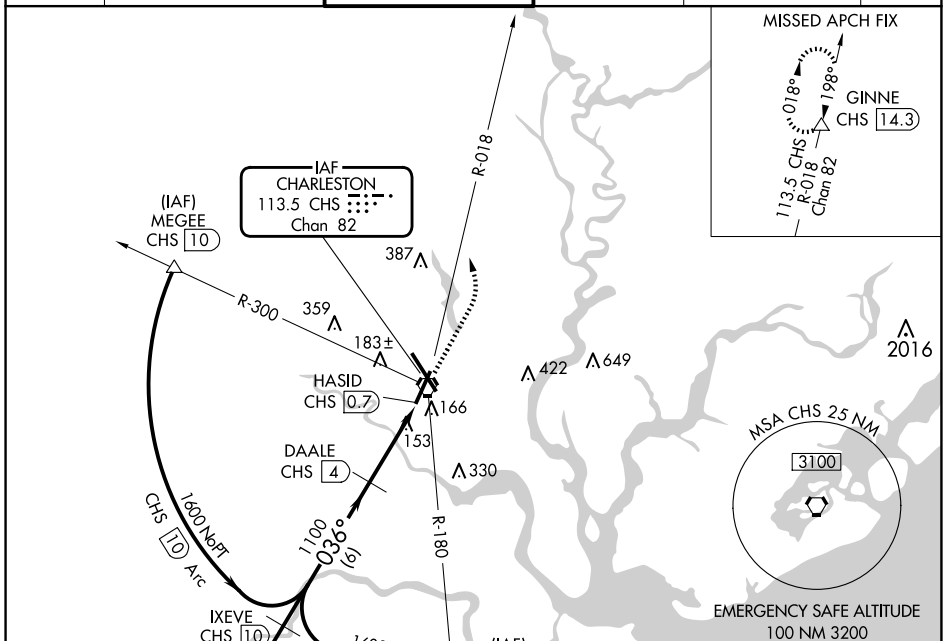 MISSED APCH FIX
018°
198°
GINNE
CHS 14.3
113.5 CHS
R-018
Chan 82
R-018
IAF
CHARLESTON
113.5 CHS
Chan 82
(IAF)
MEGEE
CHS 10
387
R-300
359
183±
2016
422
649
HASID
CHS 0.7
166
153
MSA CHS 25 NM
3100
DAALE
CHS 4
330
1600 NoPT
CHS 10 Arc
1100
036°
(6)
R-180
EMERGENCY SAFE ALTITUDE
100 NM 3200
IXEVE
CHS 10
(IAF)